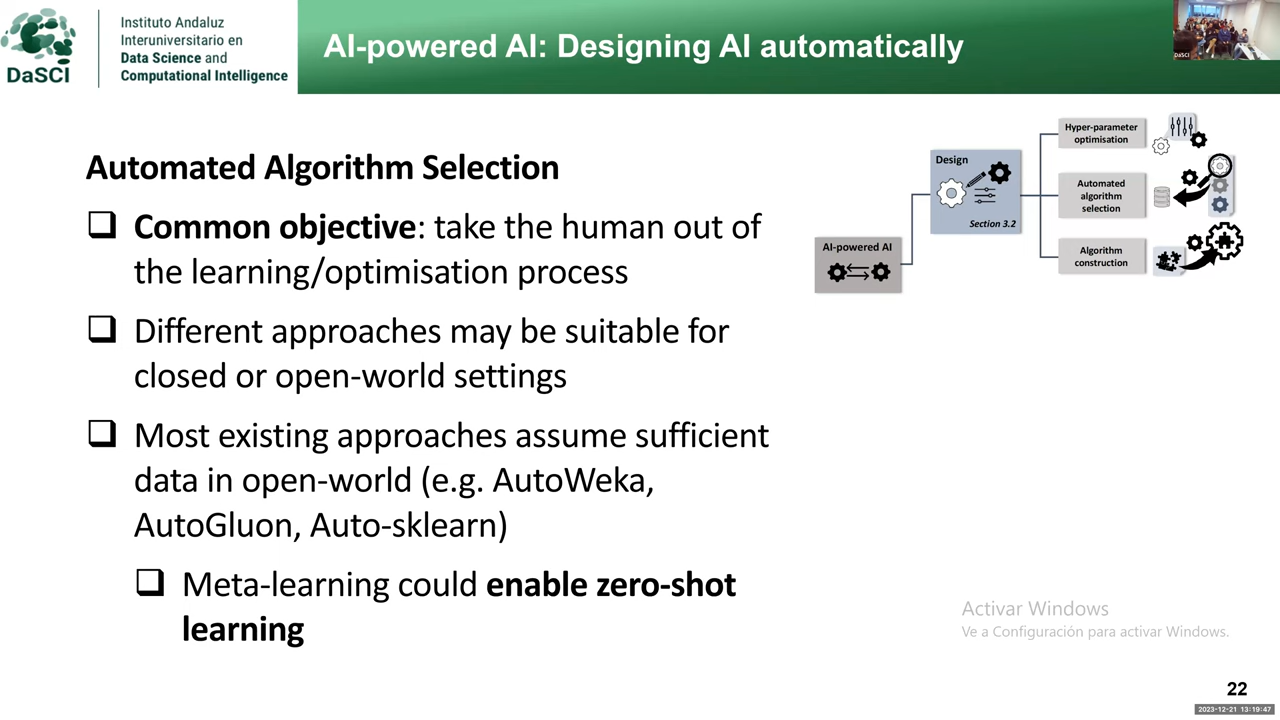 Instituto Andaluz
Interuniversitario en
Data Science and
Computational Intelligence
DaSCI
AI-powered AI: Designing AI automatically
DaSCI
Automated Algorithm Selection
Common objective: take the human out of
the learning/optimisation process
Different approaches may be suitable for
closed or open-world settings
Most existing approaches assume sufficient
data in open-world (e.g. AutoWeka,
AutoGluon, Auto-sklearn)
Meta-learning could enable zero-shot
learning
AI-powered AI
Design
Section 3.2
Hyper-parameter
optimisation
Automated
algorithm
selection
Algorithm
construction
Activar Windows
Ve a Configuración para activar Windows.
22
2023-12-21 13:19:47